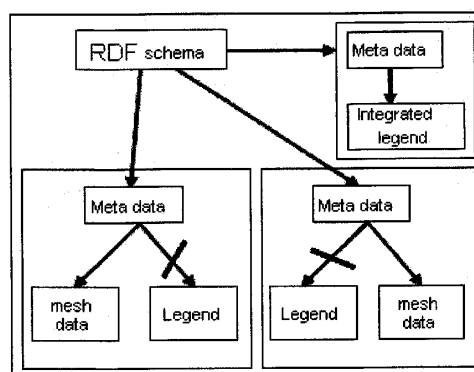 RDF schema
Meta data
Integrated
legend
Meta data
Meta data
mesh
data
Legend
Legend
mesh
data